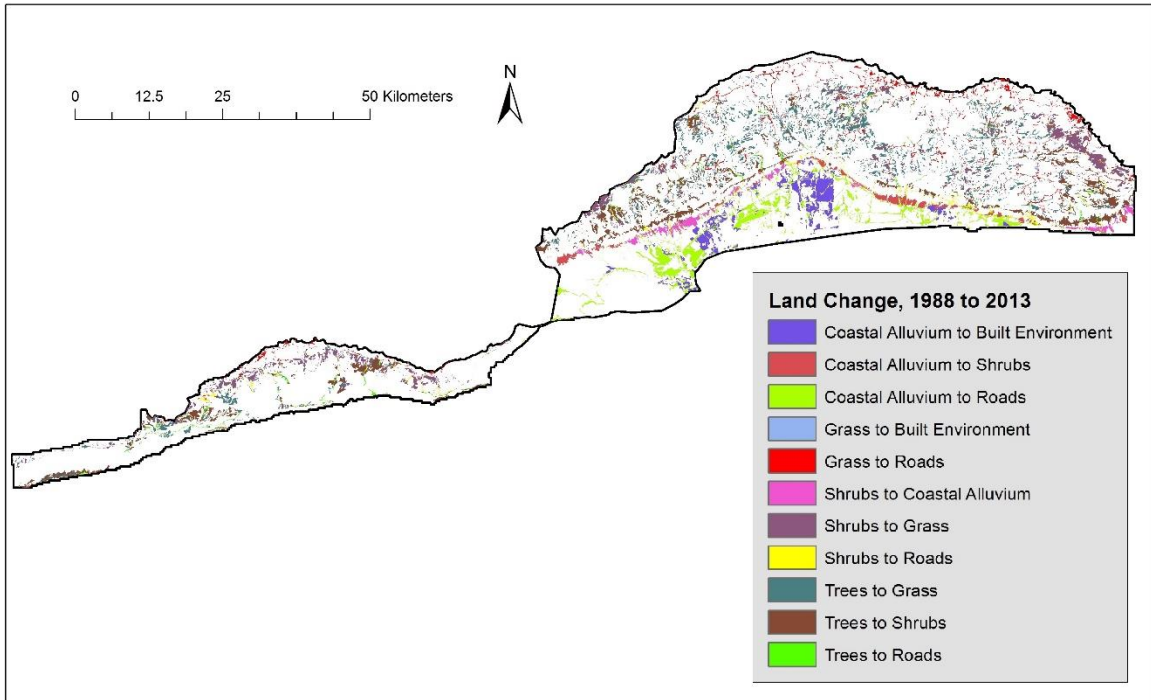 N
0 12.5 25 50 Kilometers
Land Change, 1988 to 2013
Coastal Alluvium to Built Environment
Coastal Alluvium to Shrubs
Coastal Alluvium to Roads
Grass to Built Environment
Grass to Roads
Shrubs to Coastal Alluvium
Shrubs to Grass
Shrubs to Roads
Trees to Grass
Trees to Shrubs
Trees to Roads